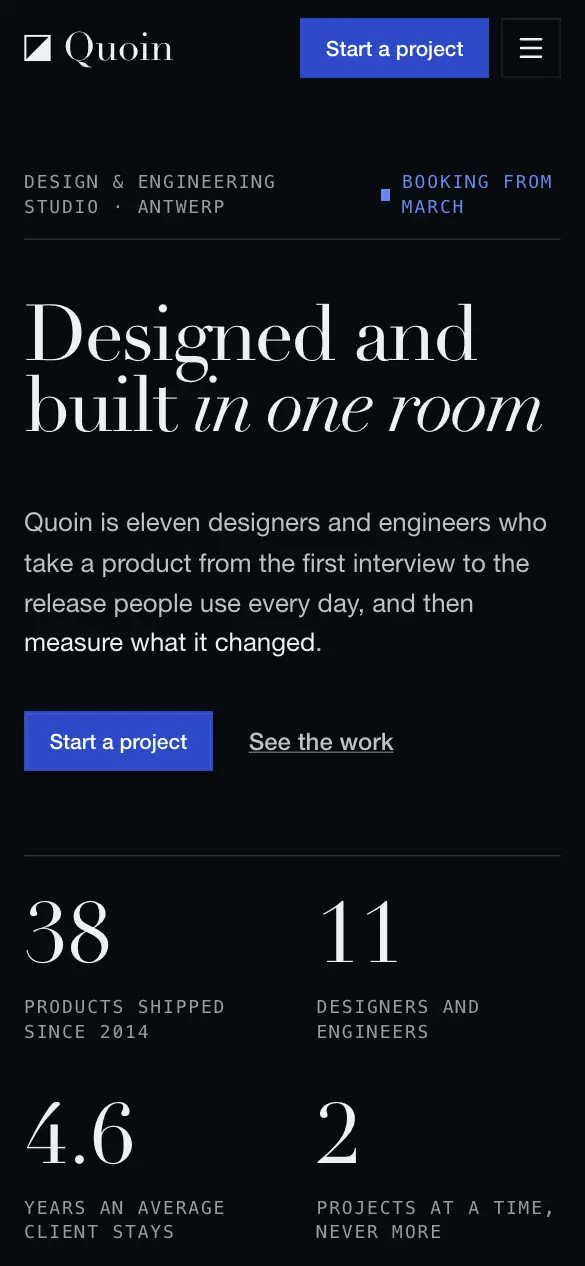 Quoin
Start a project
DESIGN & ENGINEERING
STUDIO · ANTWERP
BOOKING FROM
MARCH
Designed and
built in one room
Quoin is eleven designers and engineers who
take a product from the first interview to the
release people use every day, and then
measure what it changed.
Start a project
See the work
38
PRODUCTS SHIPPED
SINCE 2014
11
DESIGNERS AND
ENGINEERS
4.6
YEARS AN AVERAGE
CLIENT STAYS
2
PROJECTS AT A TIME,
NEVER MORE